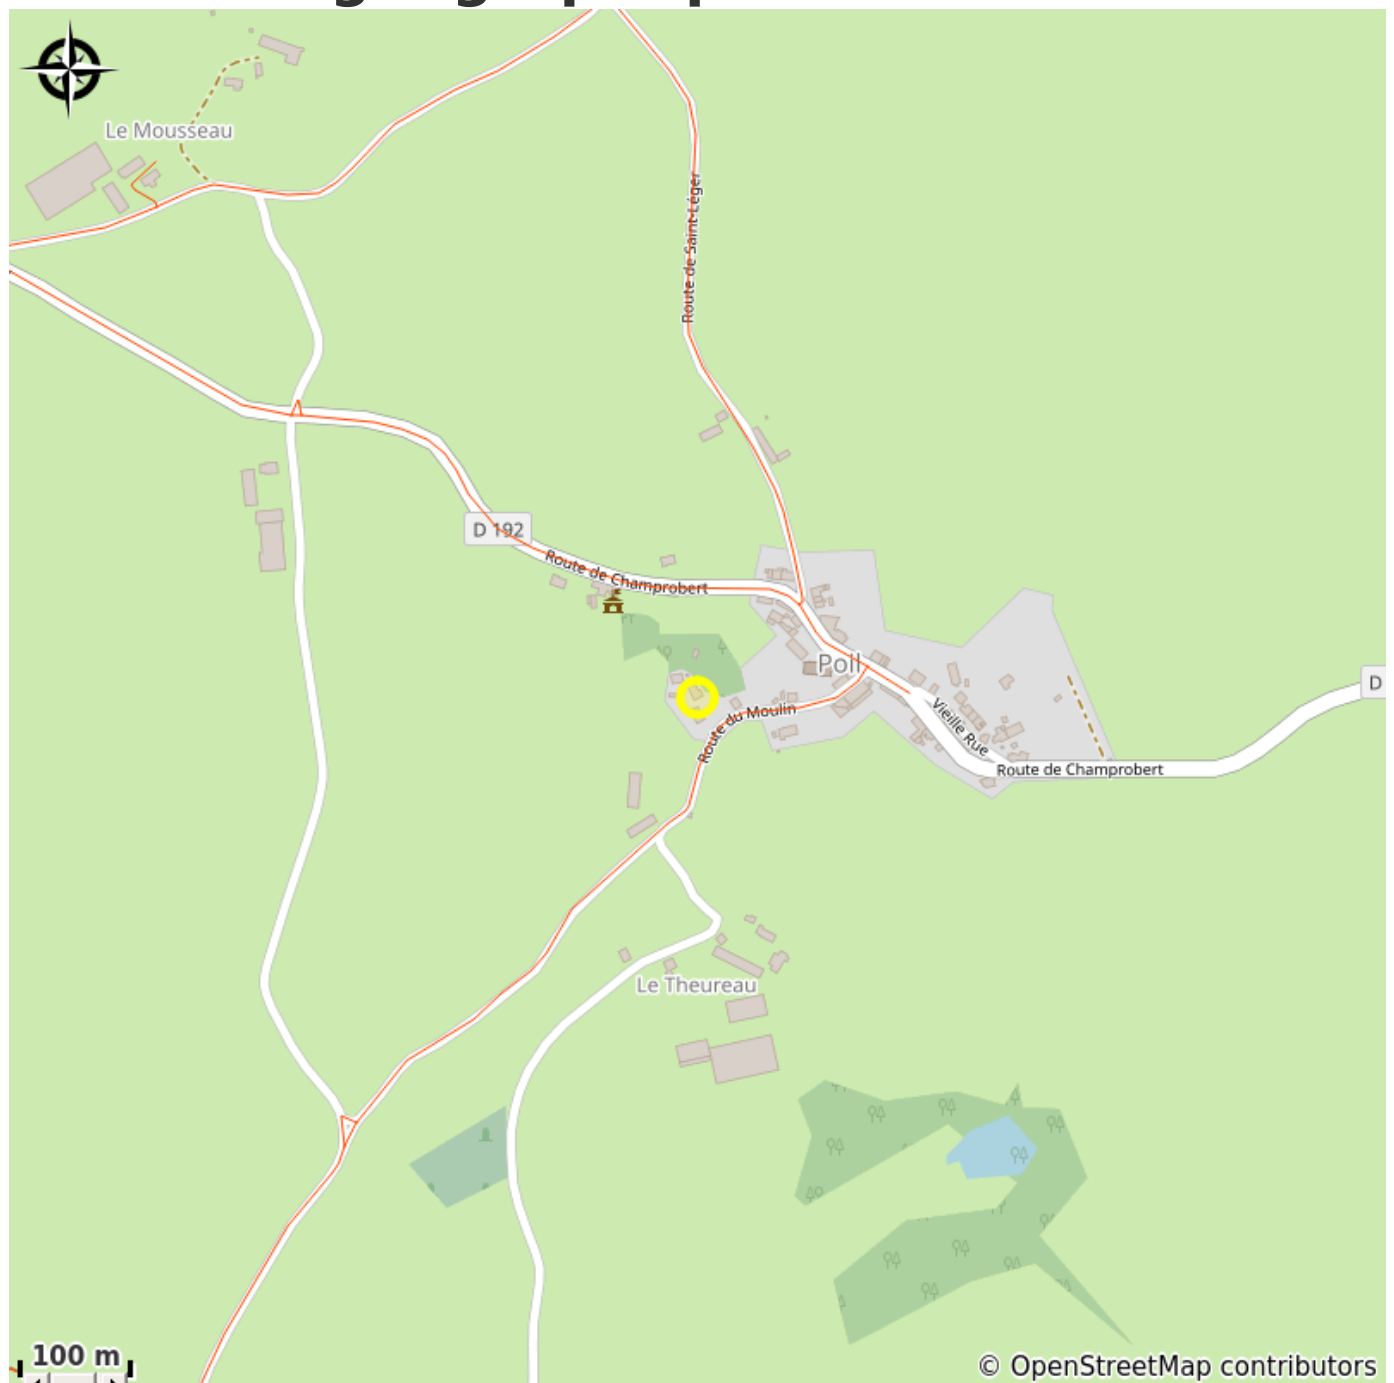 Le Mousseau
Route de Saint-Léger
D 192
Route de Champrobert
Poil
Vieille Rue
D
Route du Moulin
Route de Champrobert
Le Theureau
100 m
© OpenStreetMap contributors